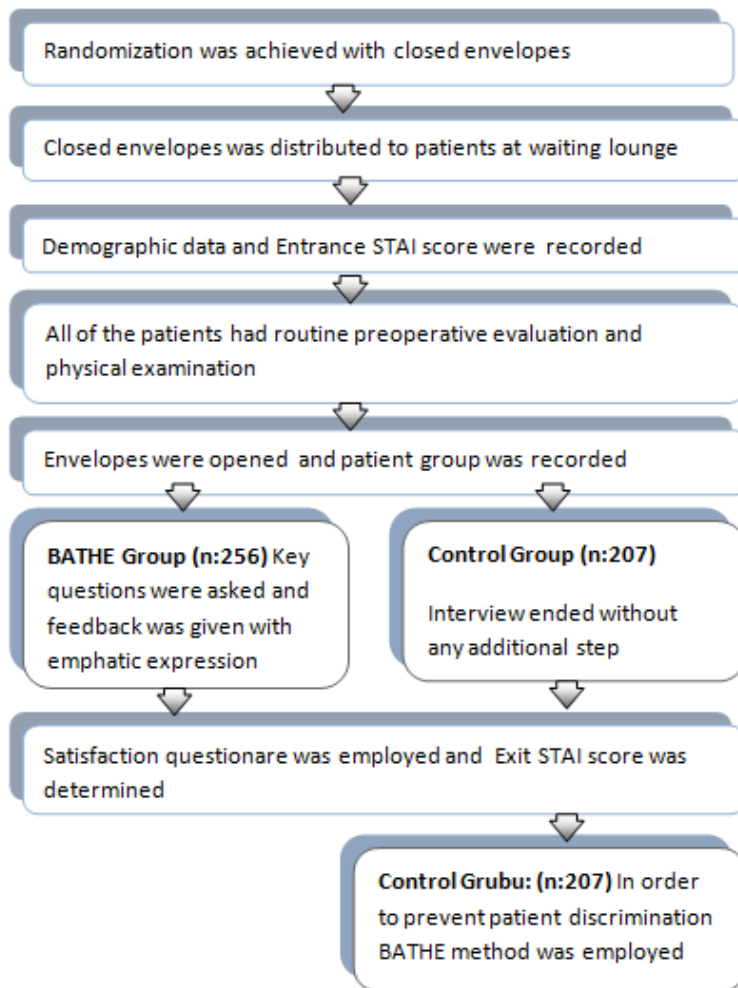 Randomization was achieved with closed envelopes
Closed envelopes was distributed to patients at waiting lounge
Demographic data and Entrance STAI score were recorded
All of the patients had routine preoperative evaluation and
physical examination
Envelopes were opened and patient group was recorded
BATHE Group (n:256) Key
questions were asked and
feedback was given with
emphatic expression
Control Group (n:207)
Interview ended without
any additional step
Satisfaction questionare was employed and Exit STAI score was
determined
Control Grubu: (n:207) In order
to prevent patient discrimination
BATHE method was employed